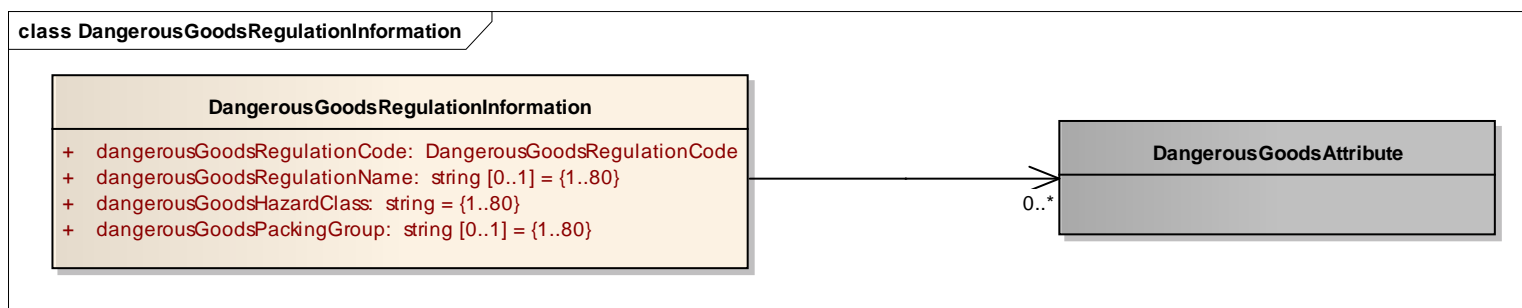 class DangerousGoodsRegulationInformation
DangerousGoodsRegulationInformation
+ dangerousGoodsRegulationCode: DangerousGoodsRegulationCode
+ dangerousGoodsRegulationName: string [0..1] = {1..80}
+ dangerousGoodsHazardClass: string = {1..80}
+ dangerousGoodsPackingGroup: string [0..1] = {1..80}
DangerousGoodsAttribute
0..*